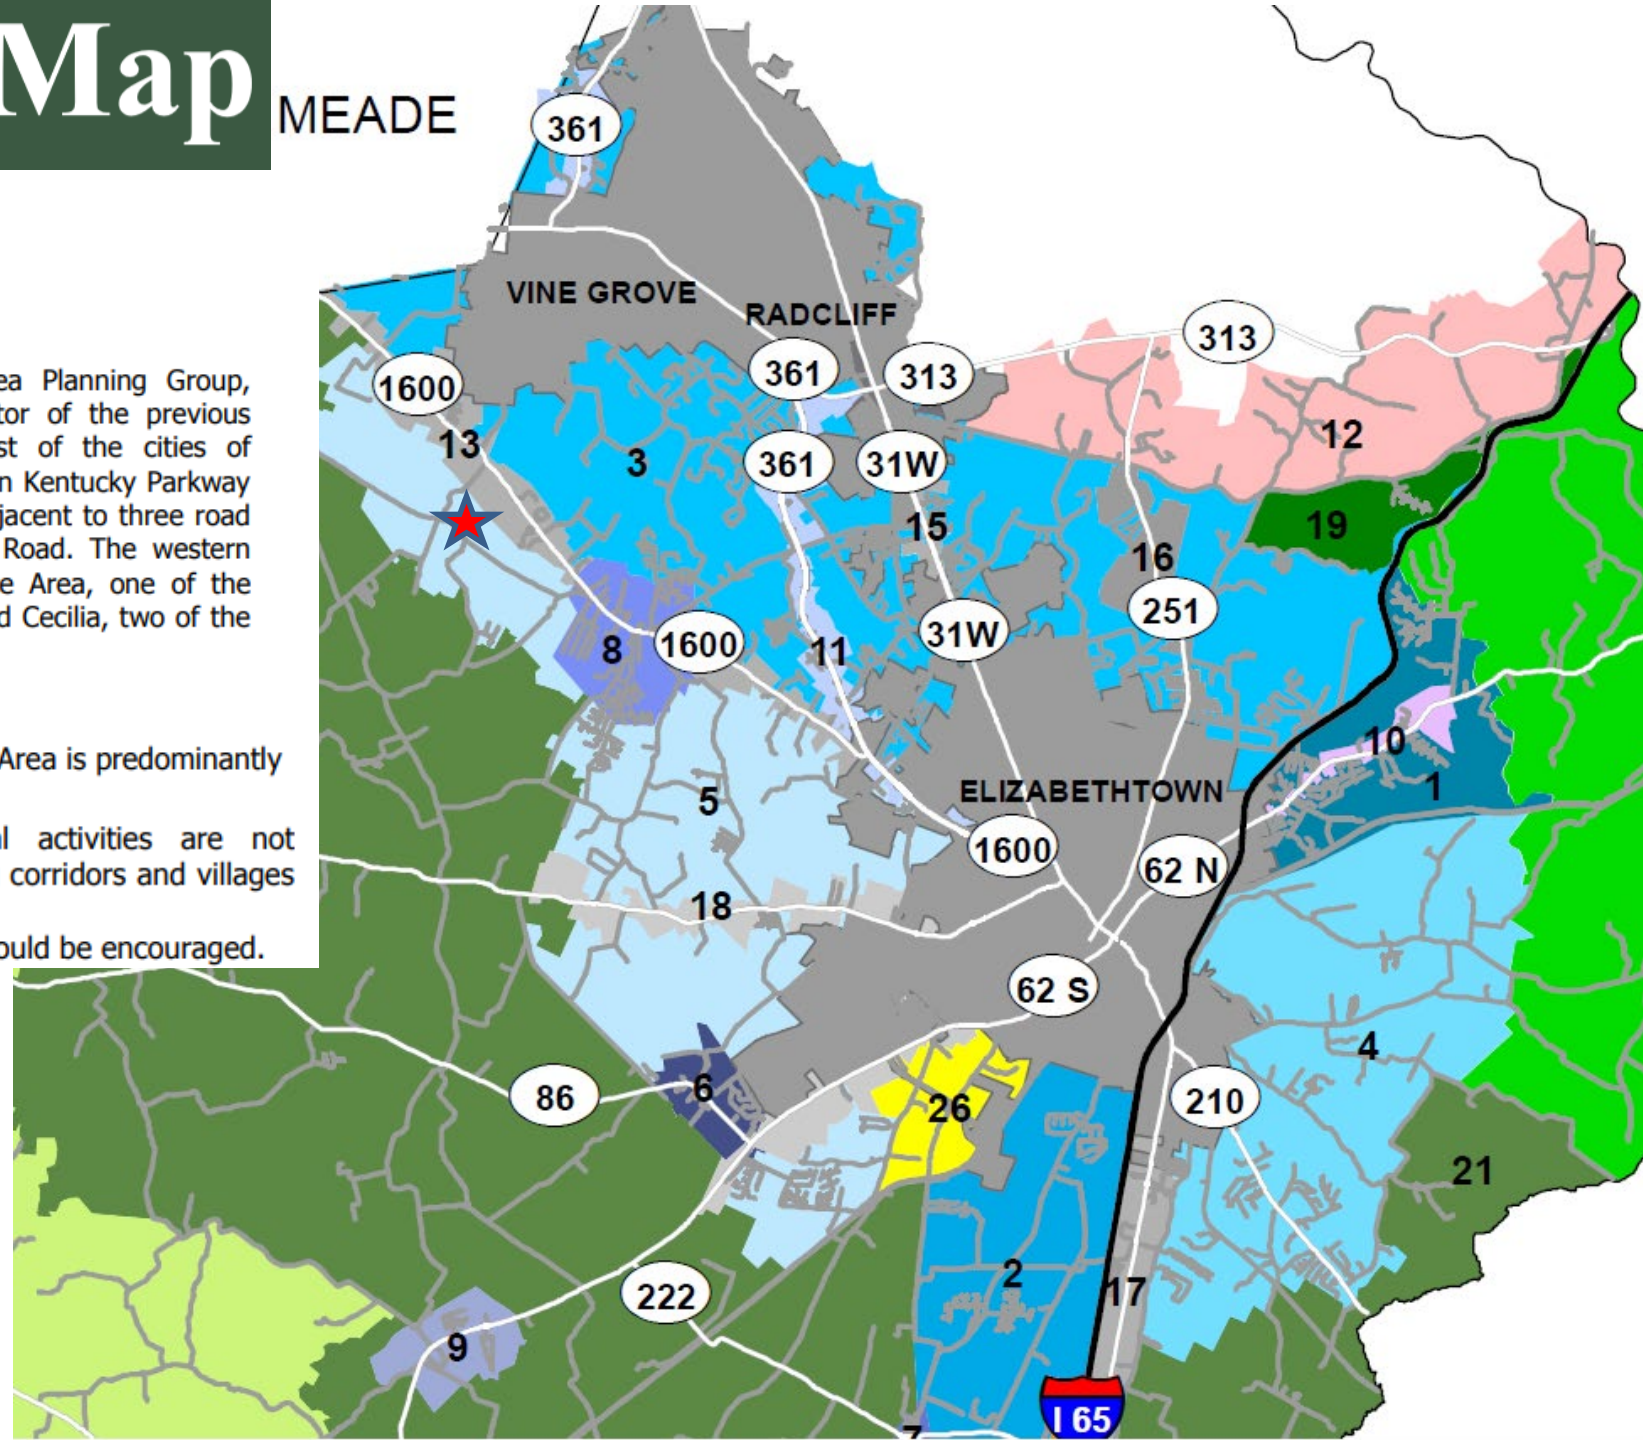 Map
MEADE
361
VINE GROVE
RADCLIFF
313
361
313
1600
12
13
3
361
31W
15
19
16
251
8
1600
11
31W
10
1
5
ELIZABETHTOWN
1600
62 N
18
62 S
4
6
86
26
210
21
2
17
222
9
7
I 65
ea Planning Group,
tor of the previous
st of the cities of
n Kentucky Parkway
jacent to three road
Road. The western
e Area, one of the
d Cecilia, two of the
Area is predominantly
l activities are not
corridors and villages
ould be encouraged.